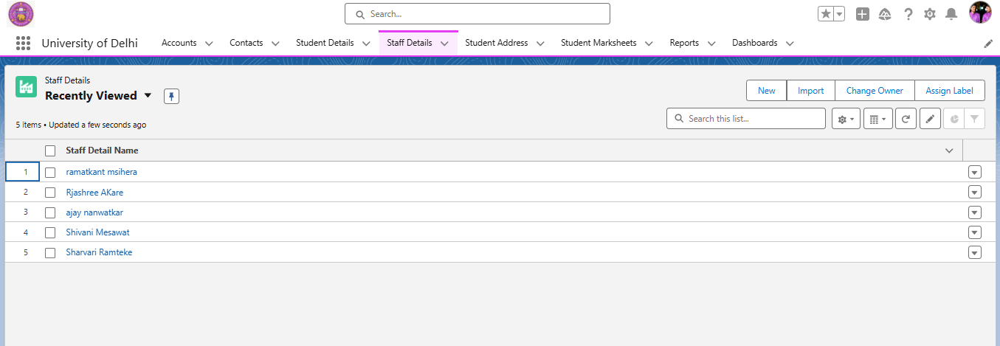 Search...
University of Delhi Accounts Contacts Student Details Staff Details Student Address Student Marksheets Reports Dashboards
Staff Details
Recently Viewed
New Import Change Owner Assign Label
5 items • Updated a few seconds ago
Search this list...
Staff Detail Name
1 ramatkant msihera
2 Rjashree AKare
3 ajay nanwatkar
4 Shivani Mesawat
5 Sharvari Ramteke